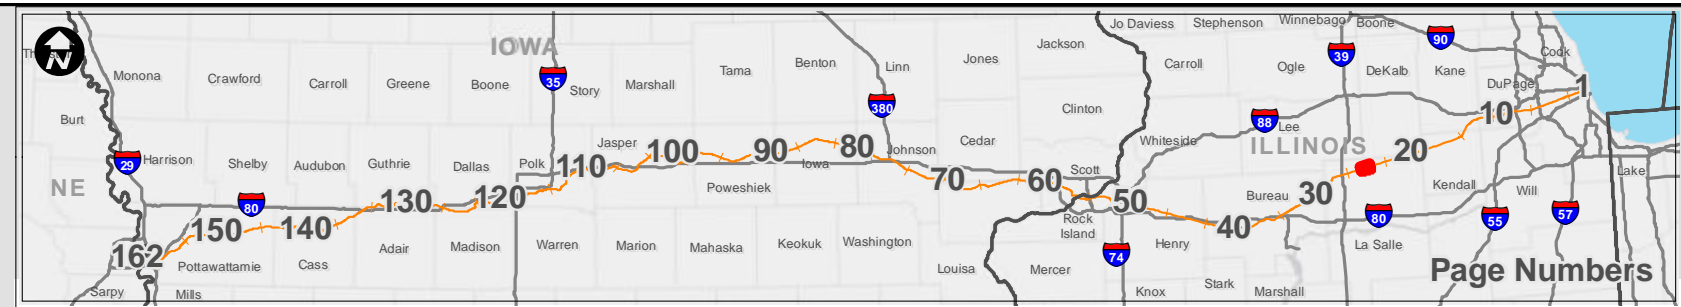 Jo Daviess Stephenson Winnebago Boone
IOWA
N
Monona Crawford Carroll Greene Boone 35 Story Marshall Tama Benton Linn Jones Jackson Carroll Ogle 39 DeKalb Kane 90 Cook
DuPage 1
Burt 380 Clinton 88 Lee 10
Whiteside ILLINOIS
29 Harrison Shelby Audubon Guthrie Dallas Polk 110 Jasper 100 90 Iowa 80 Johnson Cedar Scott 20 Lake
NE 80 150 140 130 120 Poweshiek 70 60 50 Bureau 30 Kendall Will
Rock
Island
162 Pottawattamie Cass Adair Madison Warren Marion Mahaska Keokuk Washington Louisa Mercer 74 Henry 40 80 La Salle 55 57
Sarpy Mills Knox Stark Marshall
Page Numbers